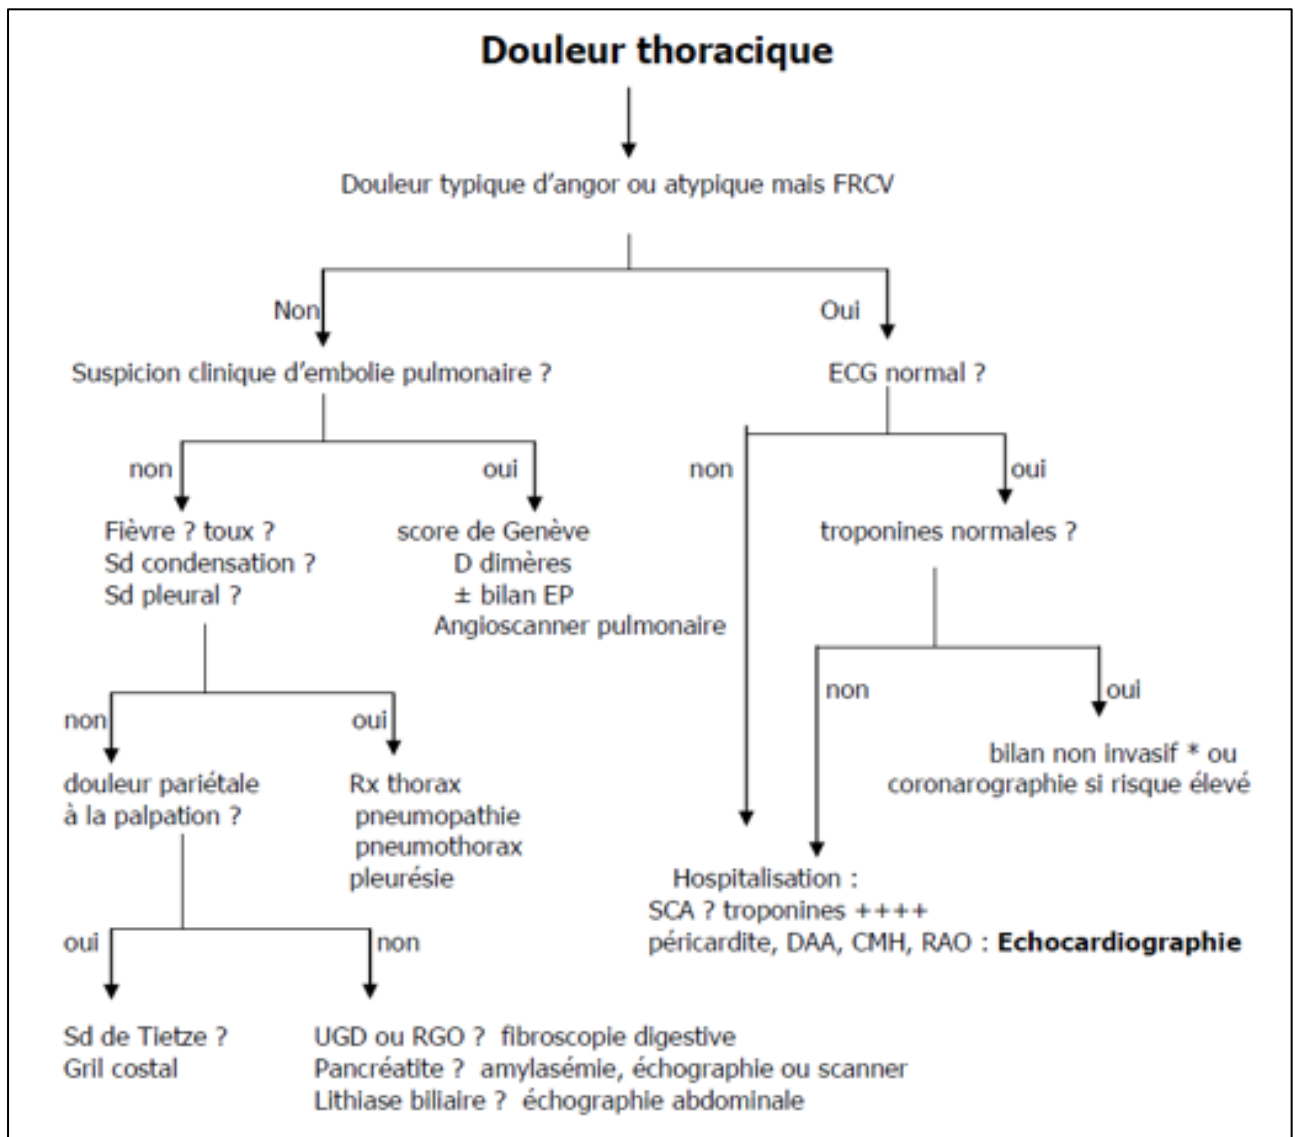 Douleur thoracique
Douleur typique d'angor ou atypique mais FRCV
Non
Oui
Suspicion clinique d'embolie pulmonaire ?
ECG normal ?
non
oui
non
oui
Fièvre ? toux ?
Sd condensation ?
Sd pleural ?
score de Genève
D dimères
± bilan EP
Angioscanner pulmonaire
troponines normales ?
non
oui
non
oui
douleur pariétale
à la palpation ?
Rx thorax
pneumopathie
pneumothorax
pleurésie
bilan non invasif * ou
coronarographie si risque élevé
Hospitalisation :
SCA ? troponines ++++
péricardite, DAA, CMH, RAO : Echocardiographie
oui
non
Sd de Tietze ?
Gril costal
UGD ou RGO ? fibroscopie digestive
Pancréatite ? amylasémie, échographie ou scanner
Lithiase biliaire ? échographie abdominale